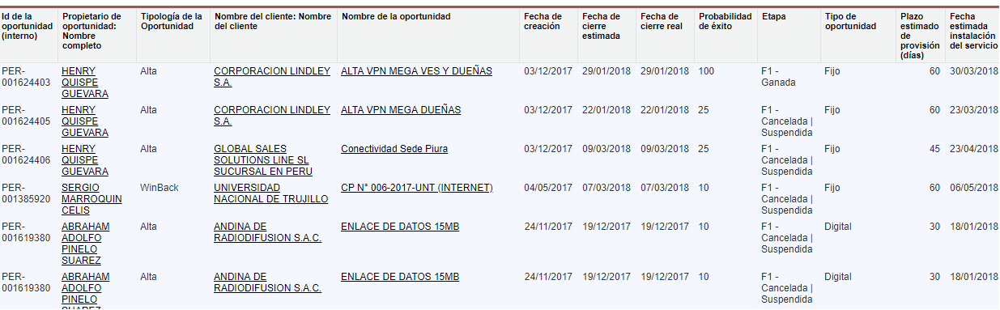 Id de la oportunidad (interno) Propietario de oportunidad: Nombre completo Tipología de la Oportunidad Nombre del cliente: Nombre del cliente Nombre de la oportunidad Fecha de creación Fecha de cierre estimada Fecha de cierre real Probabilidad de éxito Etapa Tipo de oportunidad Plazo estimado de provisión (días) Fecha estimada instalación del servicio
PER-001624403 HENRY QUISPE GUEVARA Alta CORPORACION LINDLEY S.A. ALTA VPN MEGA VES Y DUEÑAS 03/12/2017 29/01/2018 29/01/2018 100 F1 - Ganada Fijo 60 30/03/2018
PER-001624405 HENRY QUISPE GUEVARA Alta CORPORACION LINDLEY S.A. ALTA VPN MEGA DUEÑAS 03/12/2017 22/01/2018 22/01/2018 25 F1 - Cancelada | Suspendida Fijo 60 23/03/2018
PER-001624406 HENRY QUISPE GUEVARA Alta GLOBAL SALES SOLUTIONS LINE SL SUCURSAL EN PERU Conectividad Sede Piura 03/12/2017 09/03/2018 09/03/2018 25 F1 - Cancelada | Suspendida Fijo 45 23/04/2018
PER-001385920 SERGIO MARROQUIN CELIS WinBack UNIVERSIDAD NACIONAL DE TRUJILLO CP N° 006-2017-UNT (INTERNET) 04/05/2017 07/03/2018 07/03/2018 10 F1 - Cancelada | Suspendida Fijo 60 06/05/2018
PER-001619380 ABRAHAM ADOLFO PINELO SUAREZ Alta ANDINA DE RADIODIFUSION S.A.C. ENLACE DE DATOS 15MB 24/11/2017 19/12/2017 19/12/2017 10 F1 - Cancelada | Suspendida Digital 30 18/01/2018
PER-001619380 ABRAHAM ADOLFO PINELO SUAREZ Alta ANDINA DE RADIODIFUSION S.A.C. ENLACE DE DATOS 15MB 24/11/2017 19/12/2017 19/12/2017 10 F1 - Cancelada | Suspendida Digital 30 18/01/2018